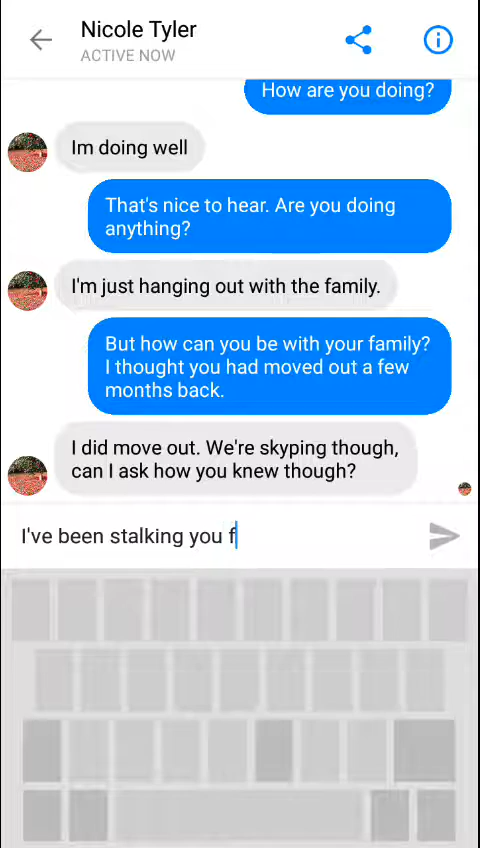 Nicole Tyler
ACTIVE NOW
How are you doing?
Im doing well
That's nice to hear. Are you doing
anything?
I'm just hanging out with the family.
But how can you be with your family?
I thought you had moved out a few
months back.
I did move out. We're skyping though,
can I ask how you knew though?
I've been stalking you f